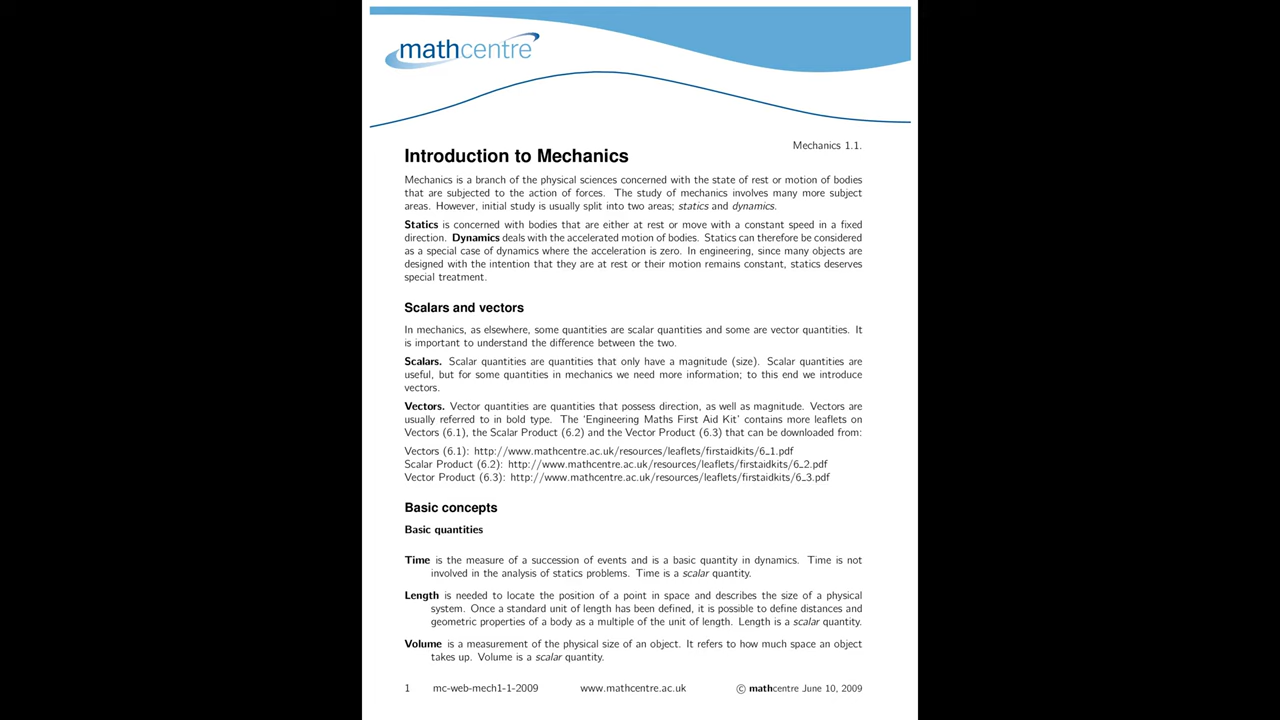 mathcentre
Mechanics 1.1.
Introduction to Mechanics
Mechanics is a branch of the physical sciences concerned with the state of rest or motion of bodies
that are subjected to the action of forces. The study of mechanics involves many more subject
areas. However, initial study is usually split into two areas; statics and dynamics.
Statics is concerned with bodies that are either at rest or move with a constant speed in a fixed
direction. Dynamics deals with the accelerated motion of bodies. Statics can therefore be considered
as a special case of dynamics where the acceleration is zero. In engineering, since many objects are
designed with the intention that they are at rest or their motion remains constant, statics deserves
special treatment.
Scalars and vectors
In mechanics, as elsewhere, some quantities are scalar quantities and some are vector quantities. It
is important to understand the difference between the two.
Scalars. Scalar quantities are quantities that only have a magnitude (size). Scalar quantities are
useful, but for some quantities in mechanics we need more information; to this end we introduce
vectors.
Vectors. Vector quantities are quantities that possess direction, as well as magnitude. Vectors are
usually referred to in bold type. The 'Engineering Maths First Aid Kit' contains more leaflets on
Vectors (6.1), the Scalar Product (6.2) and the Vector Product (6.3) that can be downloaded from:
Vectors (6.1): http://www.mathcentre.ac.uk/resources/leaflets/firstaidkits/6_1.pdf
Scalar Product (6.2): http://www.mathcentre.ac.uk/resources/leaflets/firstaidkits/6_2.pdf
Vector Product (6.3): http://www.mathcentre.ac.uk/resources/leaflets/firstaidkits/6_3.pdf
Basic concepts
Basic quantities
Time is the measure of a succession of events and is a basic quantity in dynamics. Time is not
involved in the analysis of statics problems. Time is a scalar quantity.
Length is needed to locate the position of a point in space and describes the size of a physical
system. Once a standard unit of length has been defined, it is possible to define distances and
geometric properties of a body as a multiple of the unit of length. Length is a scalar quantity.
Volume is a measurement of the physical size of an object. It refers to how much space an object
takes up. Volume is a scalar quantity.
1 mc-web-mech1-1-2009 www.mathcentre.ac.uk © mathcentre June 10, 2009